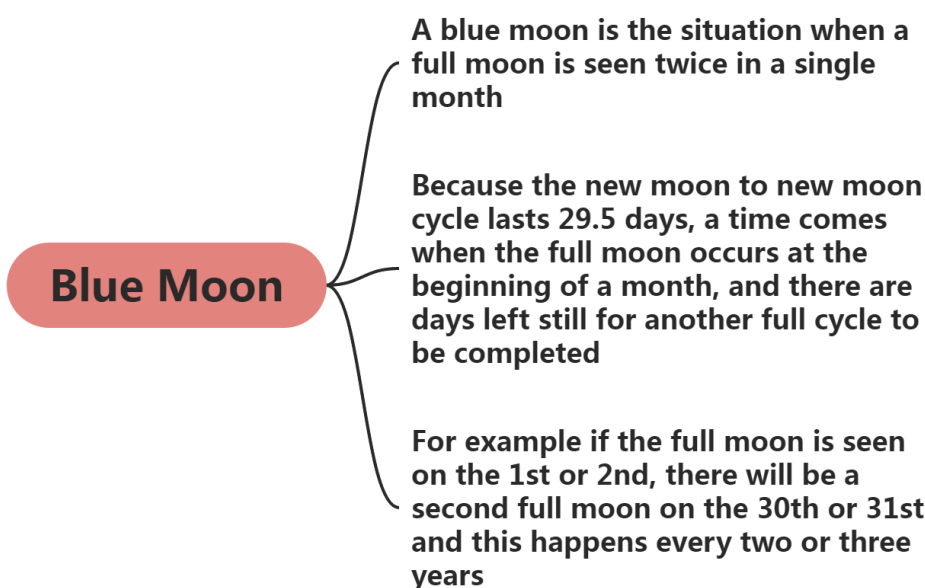 Blue Moon
A blue moon is the situation when a
full moon is seen twice in a single
month
Because the new moon to new moon
cycle lasts 29.5 days, a time comes
when the full moon occurs at the
beginning of a month, and there are
days left still for another full cycle to
be completed
For example if the full moon is seen
on the 1st or 2nd, there will be a
second full moon on the 30th or 31st
and this happens every two or three
years